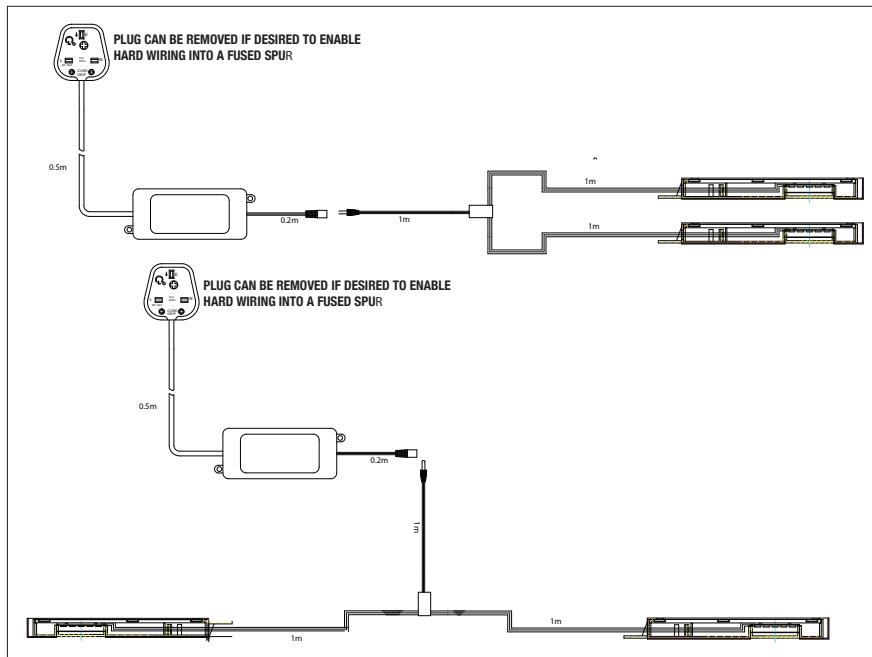 PLUG CAN BE REMOVED IF DESIRED TO ENABLE
HARD WIRING INTO A FUSED SPUR
0.5m
0.2m
1m
1m
1m
PLUG CAN BE REMOVED IF DESIRED TO ENABLE
HARD WIRING INTO A FUSED SPUR
0.5m
0.2m
1m
1m
1m